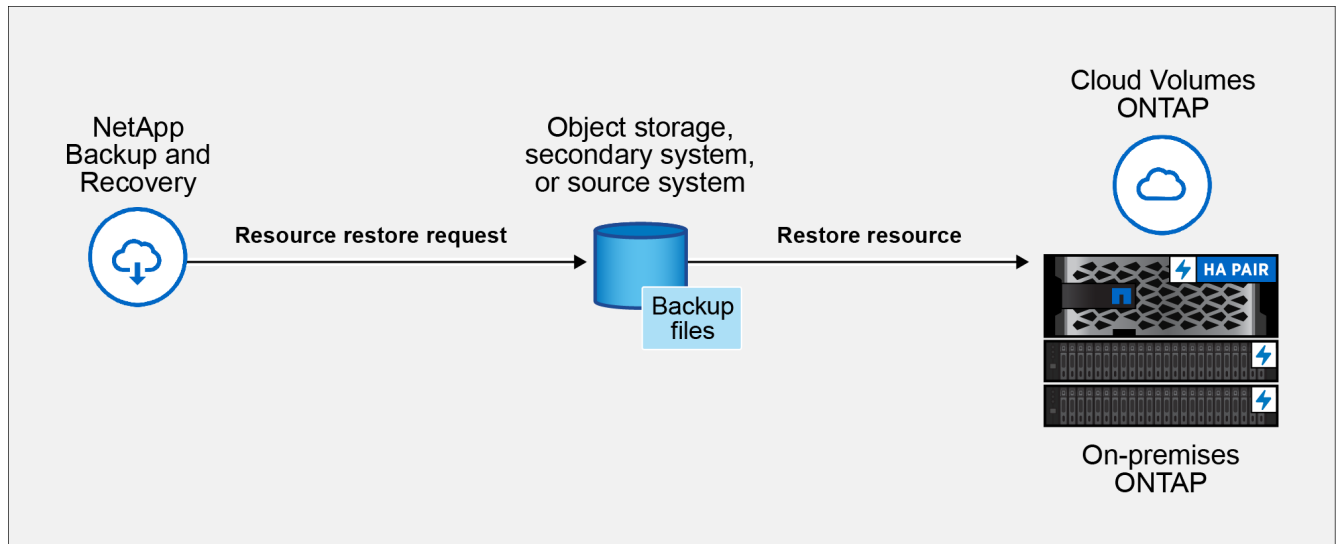 NetApp
Backup and
Recovery
Resource restore request
Object storage,
secondary system,
or source system
Backup
files
Restore resource
Cloud Volumes
ONTAP
HA PAIR
On-premises
ONTAP